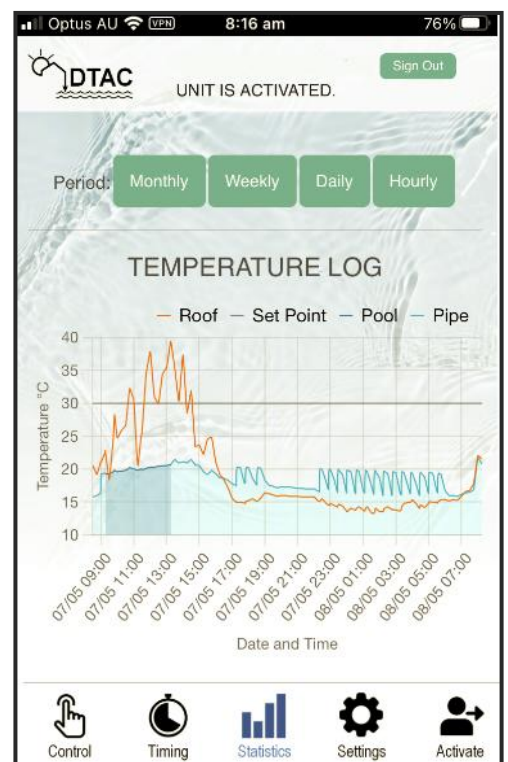 Optus AU VPN 8:16 am 76%
DTAC
UNIT IS ACTIVATED.
Sign Out
Period: Monthly Weekly Daily Hourly
TEMPERATURE LOG
Roof Set Point Pool Pipe
Temperature °C
40
35
30
25
20
15
10
07/05 09:00
07/05 11:00
07/05 13:00
07/05 15:00
07/05 17:00
07/05 19:00
07/05 21:00
07/05 23:00
08/05 01:00
08/05 03:00
08/05 05:00
08/05 07:00
Date and Time
Control Timing Statistics Settings Activate